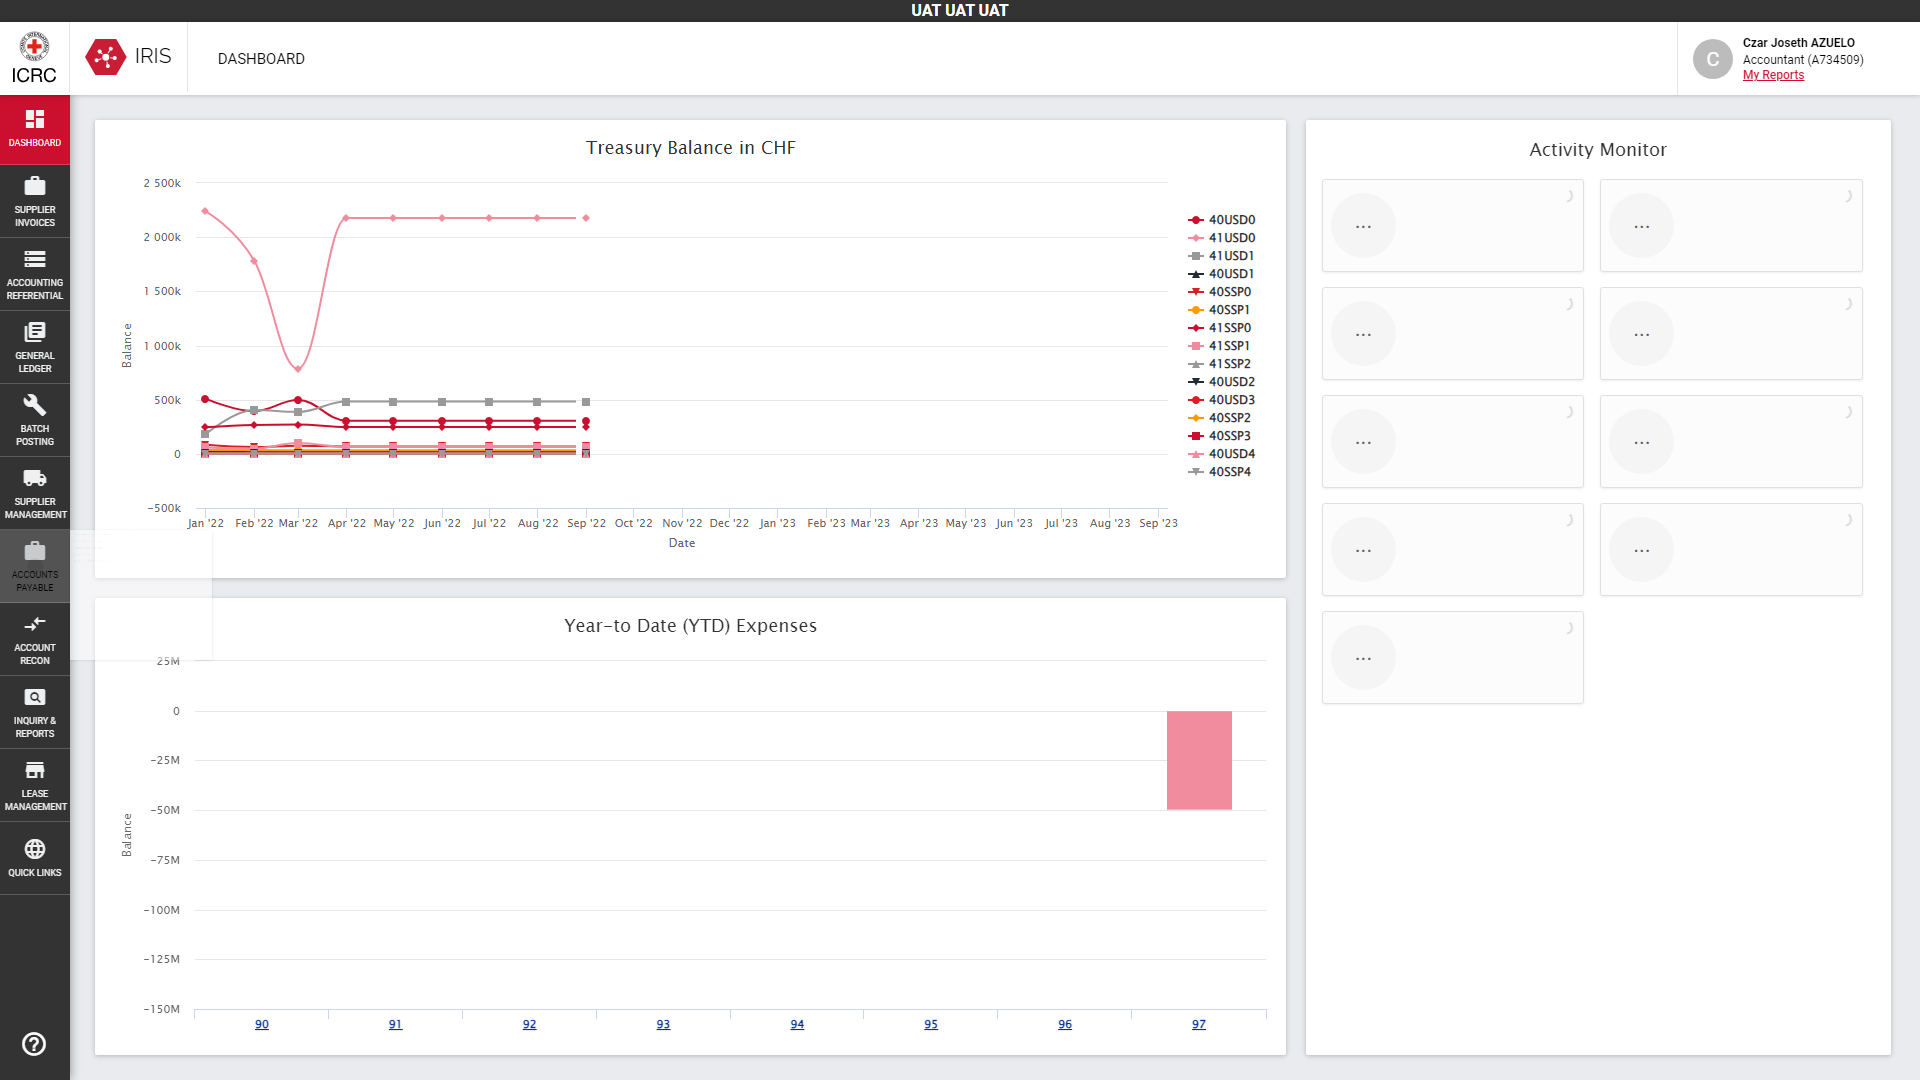 UAT UAT UAT
ICRC
IRIS
DASHBOARD
C
Czar Joseth AZUELO
Accountant (A734509)
My Reports
DASHBOARD
SUPPLIER
INVOICES
ACCOUNTING
REFERENTIAL
GENERAL
LEDGER
BATCH
POSTING
SUPPLIER
MANAGEMENT
ACCOUNTS
PAYABLE
ACCOUNT
RECON
INQUIRY &
REPORTS
LEASE
MANAGEMENT
QUICK LINKS
Treasury Balance in CHF
2 500k
2 000k
1 500k
1 000k
500k
0
-500k
Balance
Jan '22 Feb '22 Mar '22 Apr '22 May '22 Jun '22 Jul '22 Aug '22 Sep '22 Oct '22 Nov '22 Dec '22 Jan '23 Feb '23 Mar '23 Apr '23 May '23 Jun '23 Jul '23 Aug '23 Sep '23
Date
40USD0
41USD0
41USD1
40USD1
40SSP0
40SSP1
41SSP0
41SSP1
41SSP2
40USD2
40USD3
40SSP2
40SSP3
40USD4
40SSP4
Year-to Date (YTD) Expenses
25M
0
-25M
-50M
-75M
-100M
-125M
-150M
Balance
90 91 92 93 94 95 96 97
Activity Monitor
... ...
... ...
... ...
... ...
...